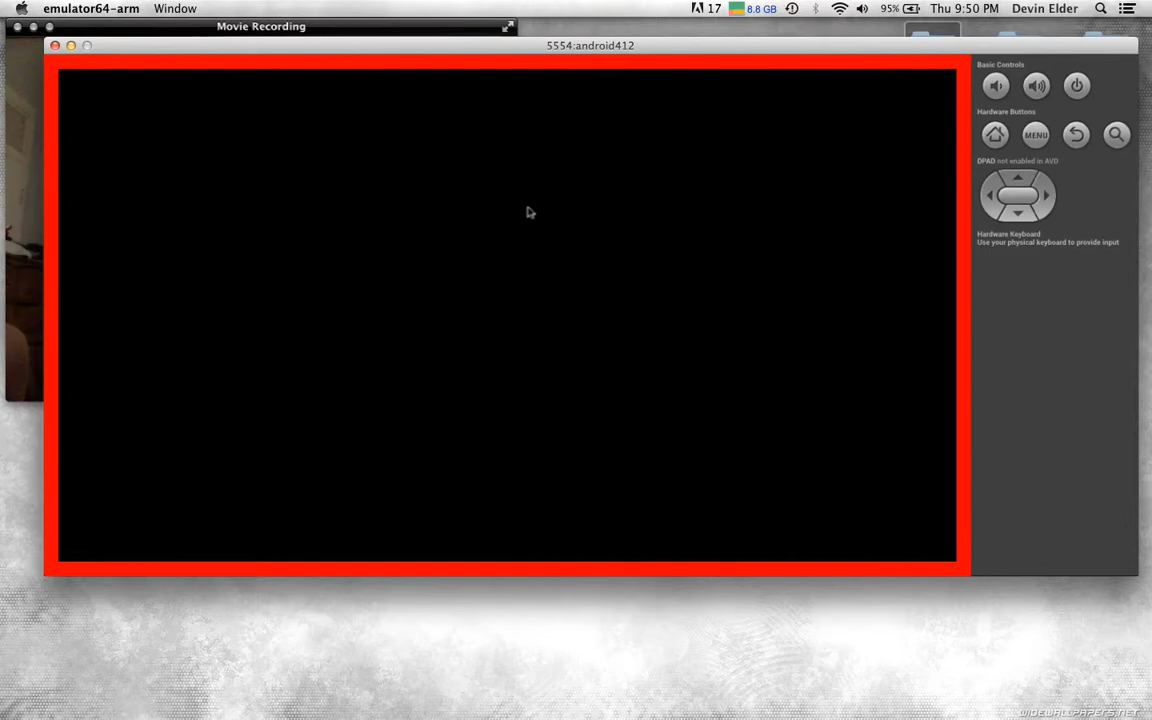 emulator64-arm Window 17 8.8 GB 95% Thu 9:50 PM Devin Elder
Movie Recording
5554:android412
Basic Controls
Hardware Buttons
MENU
DPAD not enabled in AVD
Hardware Keyboard
Use your physical keyboard to provide input
WIDEWALLPAPERS.NET